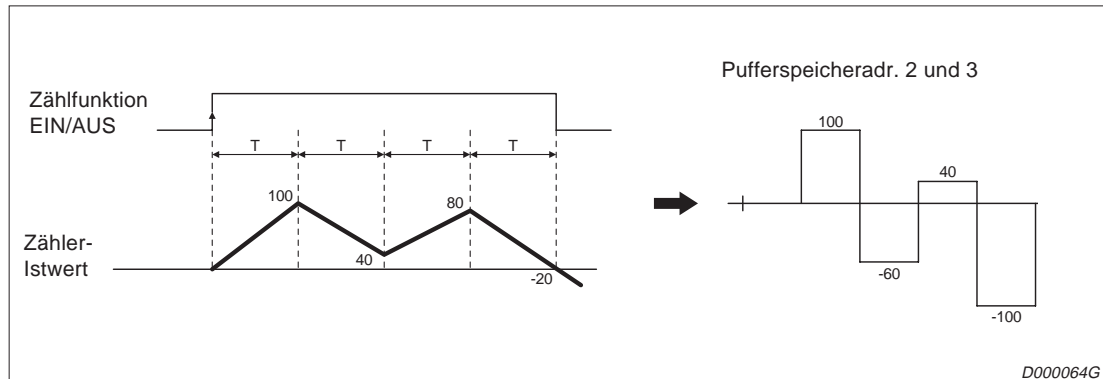 Pufferspeicheradr. 2 und 3
Zählfunktion
EIN/AUS
T T T T
100
40
80
-20
Zähler-
Istwert
100
-60
40
-100
D000064G